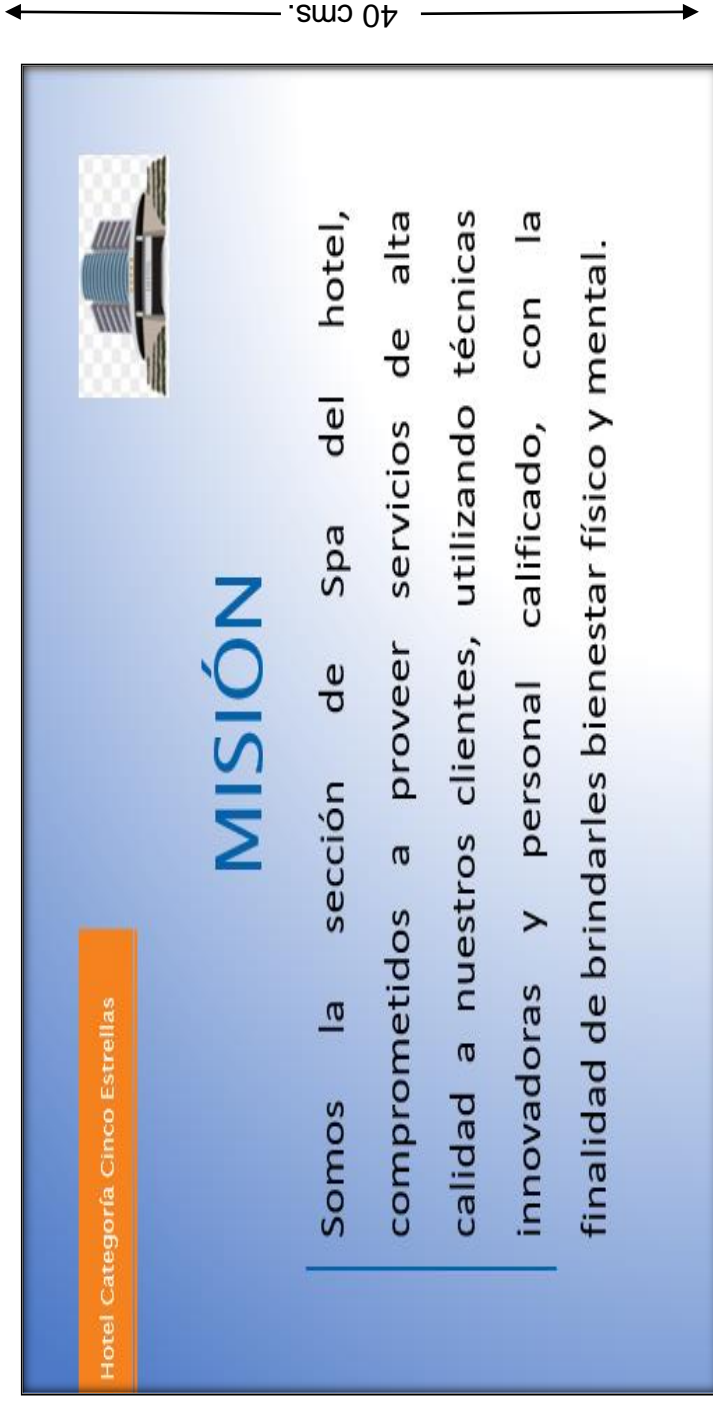 40 cms.
Hotel Categoría Cinco Estrellas
MISIÓN
Somos la sección de Spa del hotel,
comprometidos a proveer servicios de alta
calidad a nuestros clientes, utilizando técnicas
innovadoras y personal calificado, con la
finalidad de brindarles bienestar físico y mental.